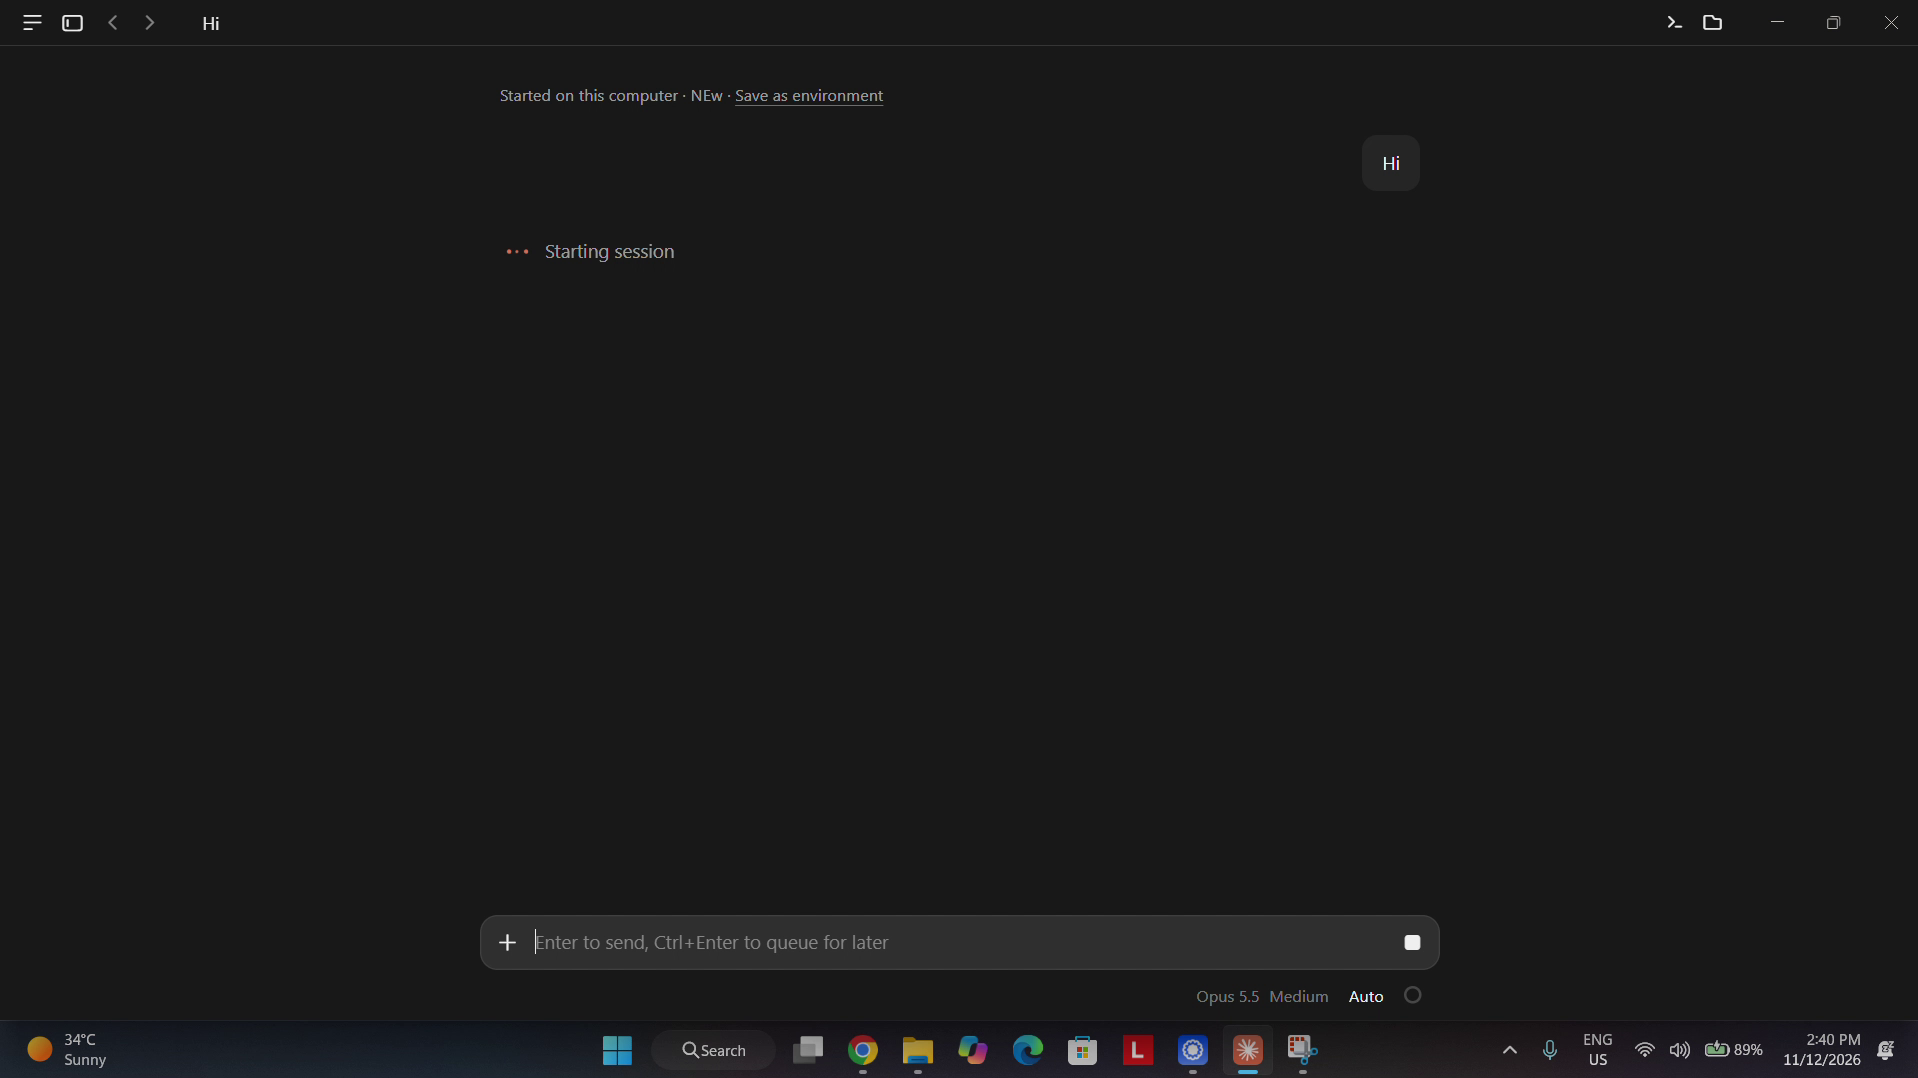 Hi
Started on this computer · NEw · Save as environment
Hi
Starting session
Enter to send, Ctrl+Enter to queue for later
Opus 5.5 Medium Auto
34°C
Sunny
Search
L
ENG
US
89%
2:40 PM
11/12/2026